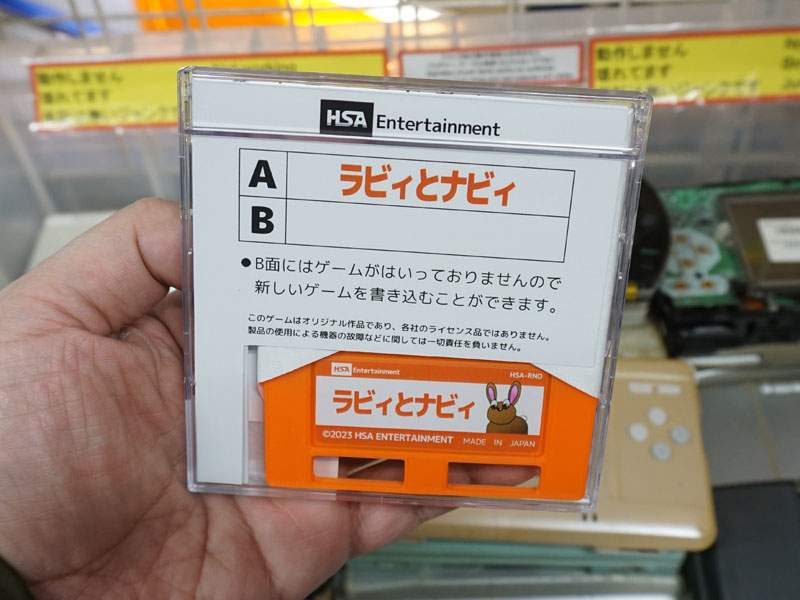 動作しません
壊れてます
動作しません
壊れてます
HSA Entertainment
A ラビィとナビィ
B
●B面にはゲームがはいっておりませんので
新しいゲームを書き込むことができます。
このゲームはオリジナル作品であり、各社のライセンス品ではありません。
製品の使用による機器の故障などに関しては一切責任を負いません。
HSA Entertainment
HSA-RND
ラビィとナビィ
©2023 HSA ENTERTAINMENT MADE IN JAPAN